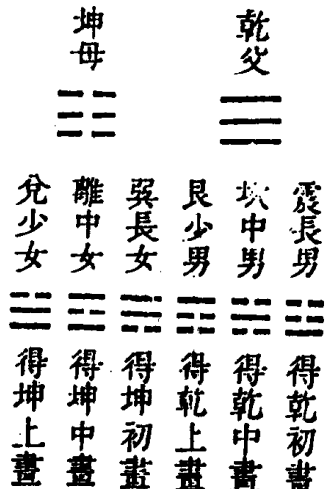 乾父
坤母
震長男
坎中男
艮少男
巽長女
離中女
兌少女
得乾初畫
得乾中畫
得乾上畫
得坤初畫
得坤中畫
得坤上畫